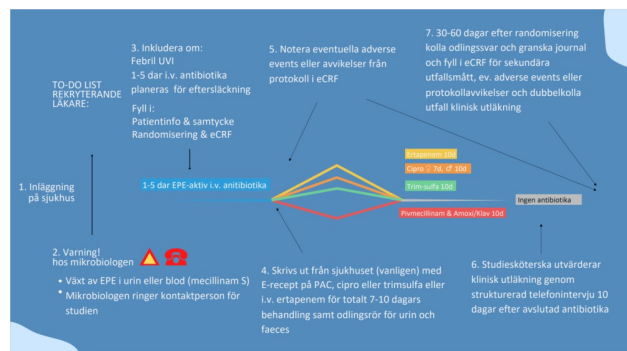 TO-DO LIST
REKRYTERANDE
LÄKARE:
1. Inläggning
på sjukhus
2. Varning!
hos mikrobiologen
• Växt av EPE i urin eller blod (mecillinam S)
• Mikrobiologen ringer kontaktperson för
studien
3. Inkludera om:
Febril UVI
1-5 dar i.v. antibiotika
planeras för eftersläckning
Fyll i:
Patientinfo & samtycke
Randomisering & eCRF
1-5 dar EPE-aktiv i.v. anitibiotika
4. Skrivs ut från sjukhuset (vanligen) med
E-recept på PAC, cipro eller trimsulfa eller
i.v. ertapenem för totalt 7-10 dagars
behandling samt odlingsrör för urin och
faeces
5. Notera eventuella adverse
events eller avvikelser från
protokoll i eCRF
Ertapenem 10d
Cipro ♀ 7d, ♂ 10d
Trim-sulfa 10d
Pivmecillinam & Amoxi/Klav 10d
Ingen antibiotika
6. Studiesköterska utvärderar
klinisk utläkning genom
strukturerad telefonintervju 10
dagar efter avslutad antibiotika
7. 30-60 dagar efter randomisering
kolla odlingssvar och granska journal
och fyll i eCRF för sekundära
utfallsmått, ev. adverse events eller
protokollavvikelser och dubbelkolla
utfall klinisk utläkning